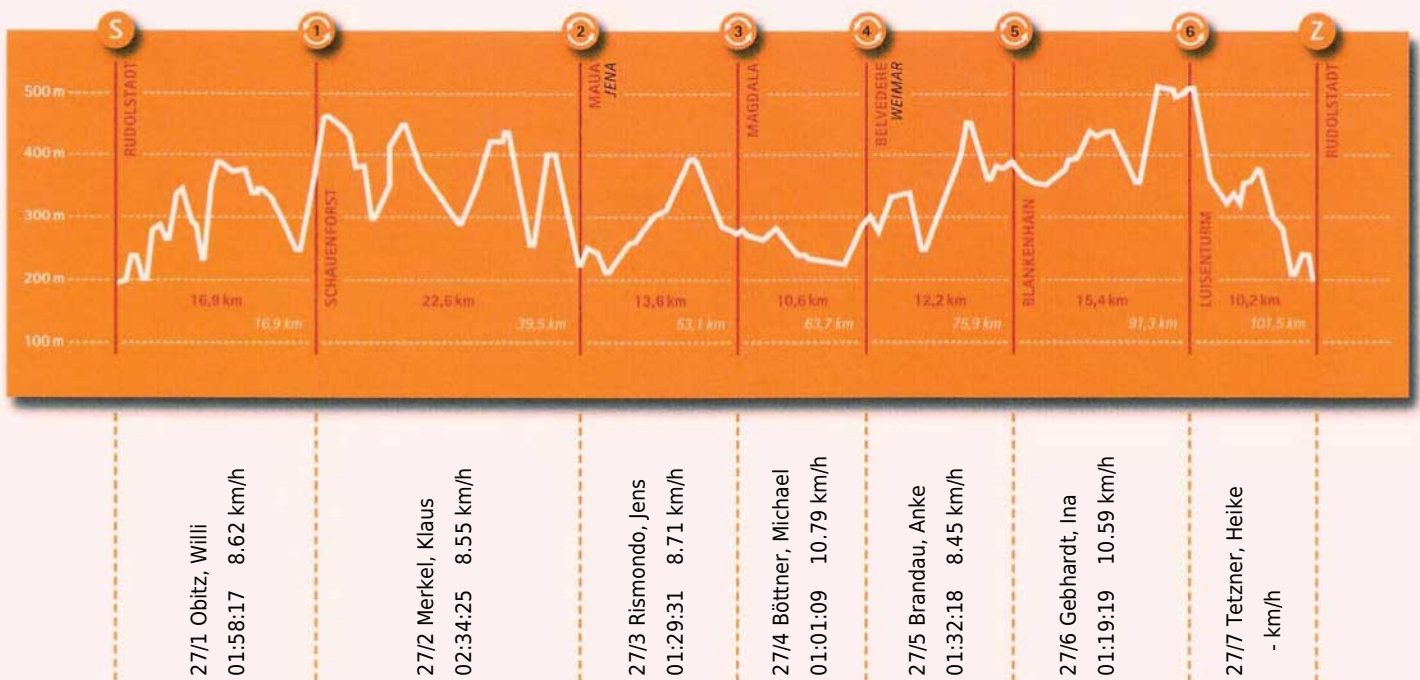 S 1 2 3 4 5 6 Z
RUDOLSTADT
SCHAUENFORST
MAUA
JENA
MAGDALA
BELVEDERE
WEIMAR
BLANKENHAIN
LUISENTURM
RUDOLSTADT
500 m
400 m
300 m
200 m
100 m
16,9 km 22,6 km 13,6 km 10,6 km 12,2 km 15,4 km 10,2 km
16,9 km 39,5 km 53,1 km 63,7 km 75,9 km 91,3 km 101,5 km
27/1 Obitz, Willi
01:58:17 8.62 km/h
27/2 Merkel, Klaus
02:34:25 8.55 km/h
27/3 Rismondo, Jens
01:29:31 8.71 km/h
27/4 Böttner, Michael
01:01:09 10.79 km/h
27/5 Brandau, Anke
01:32:18 8.45 km/h
27/6 Gebhardt, Ina
01:19:19 10.59 km/h
27/7 Tetzner, Heike
- km/h